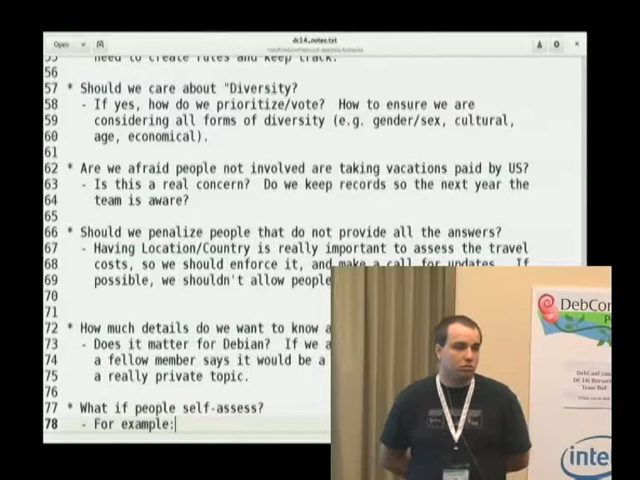 Open
dc14_notes.txt
55 need to create rules and keep track.
56
57 * Should we care about "Diversity?
58 - If yes, how do we prioritize/vote? How to ensure we are
59 considering all forms of diversity (e.g. gender/sex, cultural,
60 age, economical).
61
62 * Are we afraid people not involved are taking vacations paid by US?
63 - Is this a real concern? Do we keep records so the next year the
64 team is aware?
65
66 * Should we penalize people that do not provide all the answers?
67 - Having Location/Country is really important to assess the travel
68 costs, so we should enforce it, and make a call for updates. If
69 possible, we shouldn't allow people
70
71
72 * How much details do we want to know a
73 - Does it matter for Debian? If we a
74 a fellow member says it would be a
75 a really private topic.
76
77 * What if people self-assess?
78 - For example:
DebCon
DC14) Bursari
Team BoF
inte